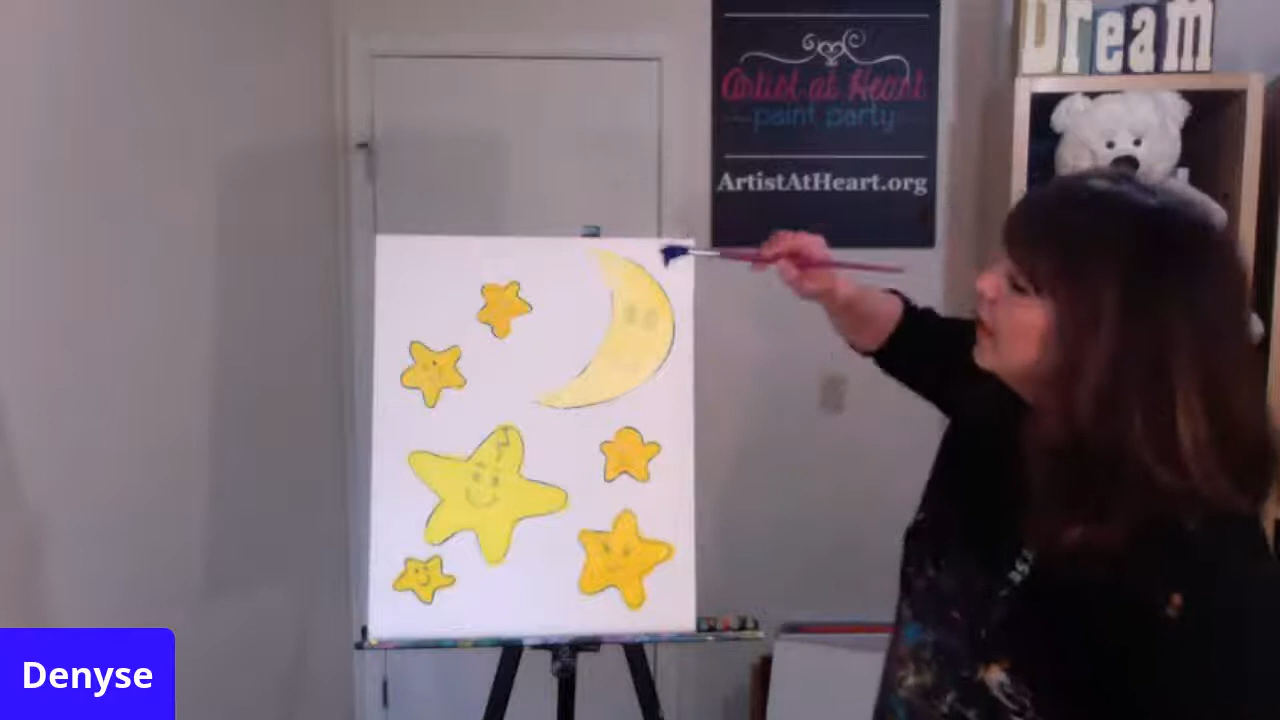 Dream
Artist at Heart
paint party
ArtistAtHeart.org
Denyse